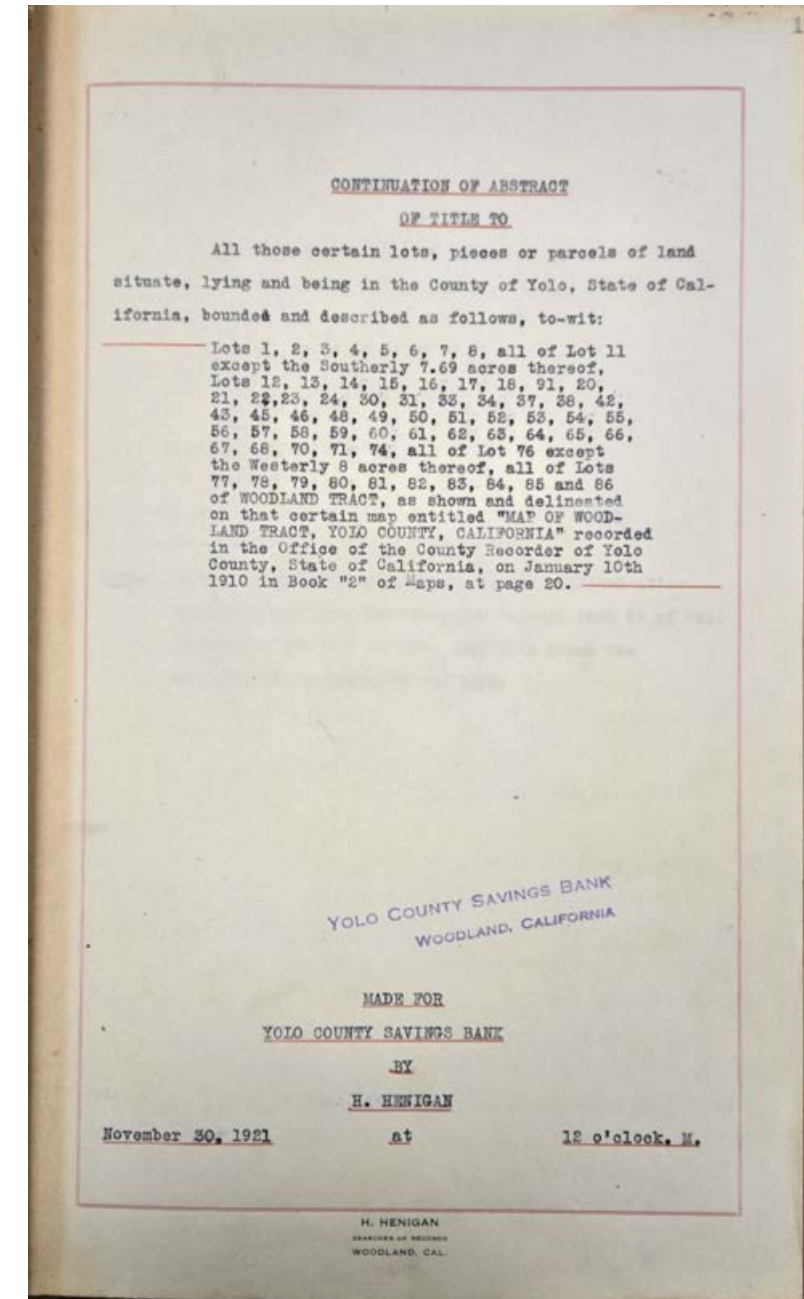 1
CONTINUATION OF ABSTRACT
OF TITLE TO
All those certain lots, pieces or parcels of land
situate, lying and being in the County of Yolo, State of Cal-
ifornia, bounded and described as follows, to-wit:
Lots 1, 2, 3, 4, 5, 6, 7, 8, all of Lot 11
except the Southerly 7.69 acres thereof,
Lots 12, 13, 14, 15, 16, 17, 18, 91, 20,
21, 22,23, 24, 30, 31, 33, 34, 37, 38, 42,
43, 45, 46, 48, 49, 50, 51, 52, 53, 54, 55,
56, 57, 58, 59, 60, 61, 62, 63, 64, 65, 66,
67, 68, 70, 71, 74, all of Lot 76 except
the Westerly 8 acres thereof, all of Lots
77, 78, 79, 80, 81, 82, 83, 84, 85 and 86
of WOODLAND TRACT, as shown and delineated
on that certain map entitled "MAP OF WOOD-
LAND TRACT, YOLO COUNTY, CALIFORNIA" recorded
in the Office of the County Recorder of Yolo
County, State of California, on January 10th
1910 in Book "2" of Maps, at page 20.
YOLO COUNTY SAVINGS BANK
WOODLAND, CALIFORNIA
MADE FOR
YOLO COUNTY SAVINGS BANK
BY
H. HENIGAN
November 30, 1921 at 12 o'clock. M.
H. HENIGAN
SEARCHER OF RECORDS
WOODLAND, CAL.